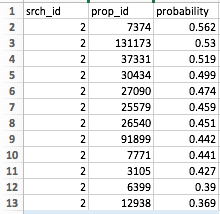 1 srch_id prop_id probability
2 2 7374 0.562
3 2 131173 0.53
4 2 37331 0.519
5 2 30434 0.499
6 2 27090 0.474
7 2 25579 0.459
8 2 26540 0.451
9 2 91899 0.442
10 2 7771 0.441
11 2 3105 0.427
12 2 6399 0.39
13 2 12938 0.369